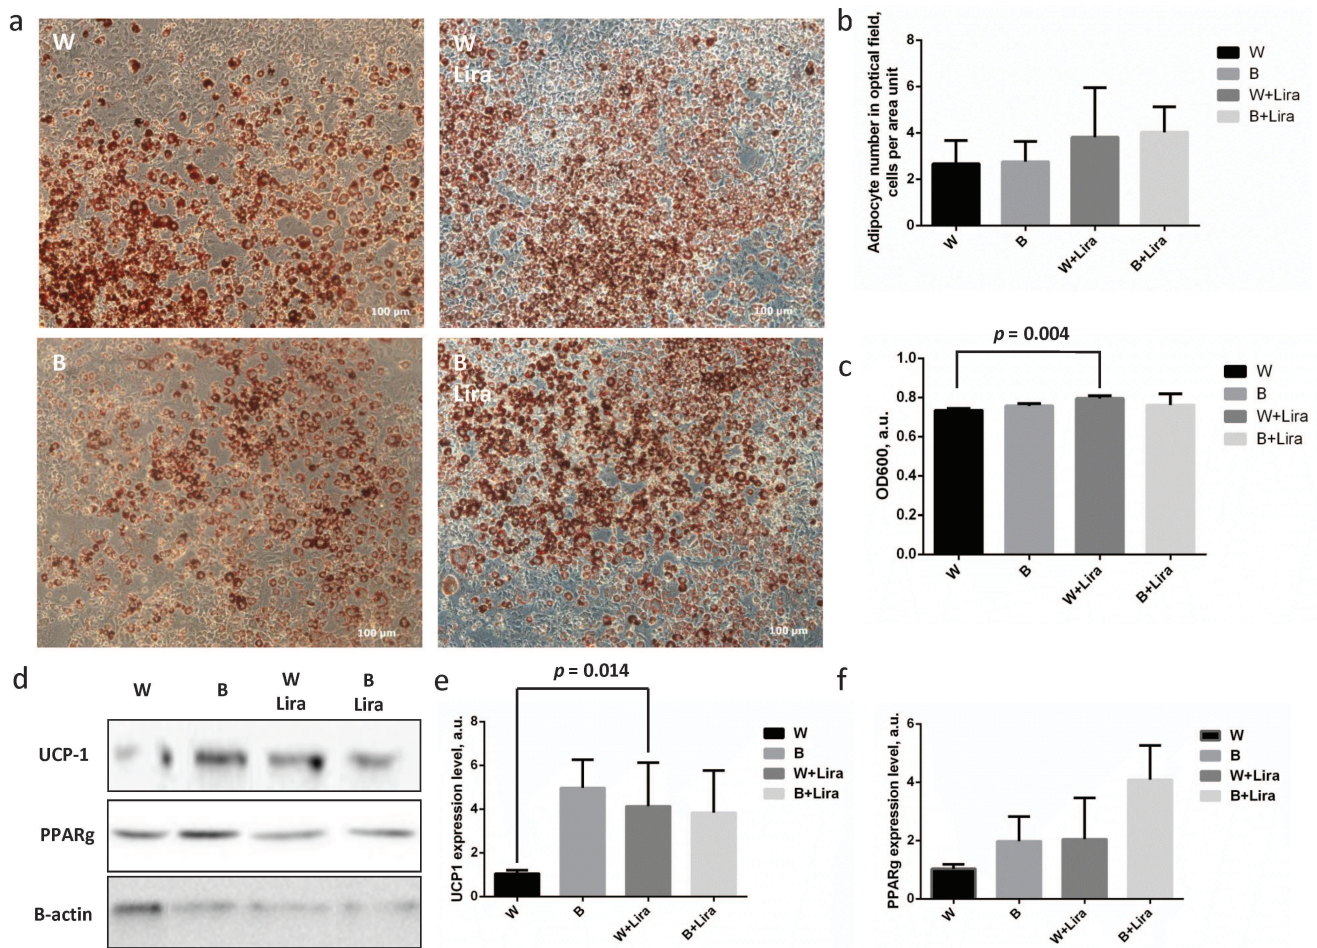 a
W
W
Lira
100 µm
100 µm
B
B
Lira
100 µm
100 µm
b
Adipocyte number in optical field,
cells per area unit
8
6
4
2
0
W
B
W+Lira
B+Lira
W
B
W+Lira
B+Lira
c
p = 0.004
OD600, a.u.
1.0
0.8
0.6
0.4
0.2
0.0
W
B
W+Lira
B+Lira
W
B
W+Lira
B+Lira
d
W
B
W
Lira
B
Lira
UCP-1
PPARg
B-actin
e
p = 0.014
UCP1 expression level, a.u.
8
6
4
2
0
W
B
W+Lira
B+Lira
W
B
W+Lira
B+Lira
f
PPARg expression level, a.u.
6
4
2
0
W
B
W+Lira
B+Lira
W
B
W+Lira
B+Lira